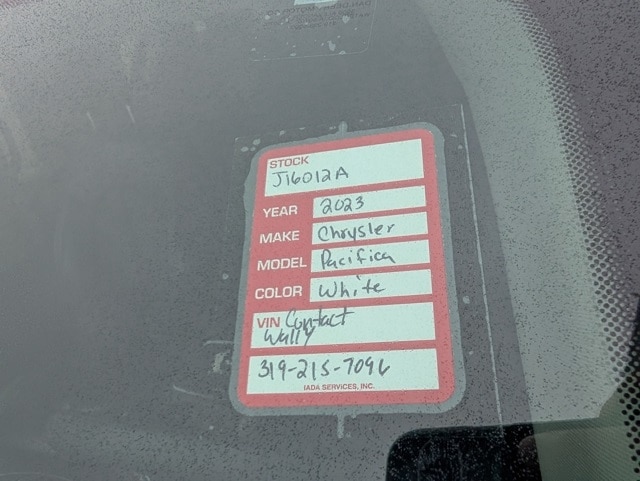 STOCK
J16012A
YEAR 2023
MAKE Chrysler
MODEL Pacifica
COLOR White
VIN Contact
Wally
319-215-7096
IADA SERVICES, INC.